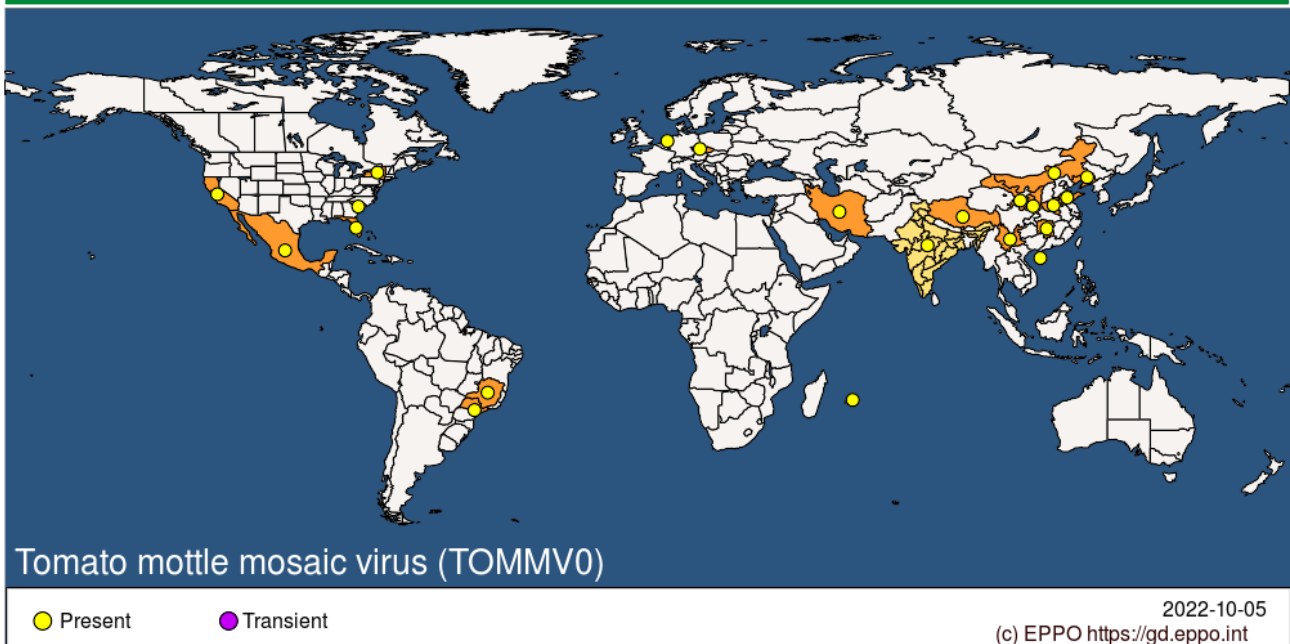 Tomato mottle mosaic virus (TOMMV0)
Present
Transient
2022-10-05
(c) EPPO https://gd.eppo.int